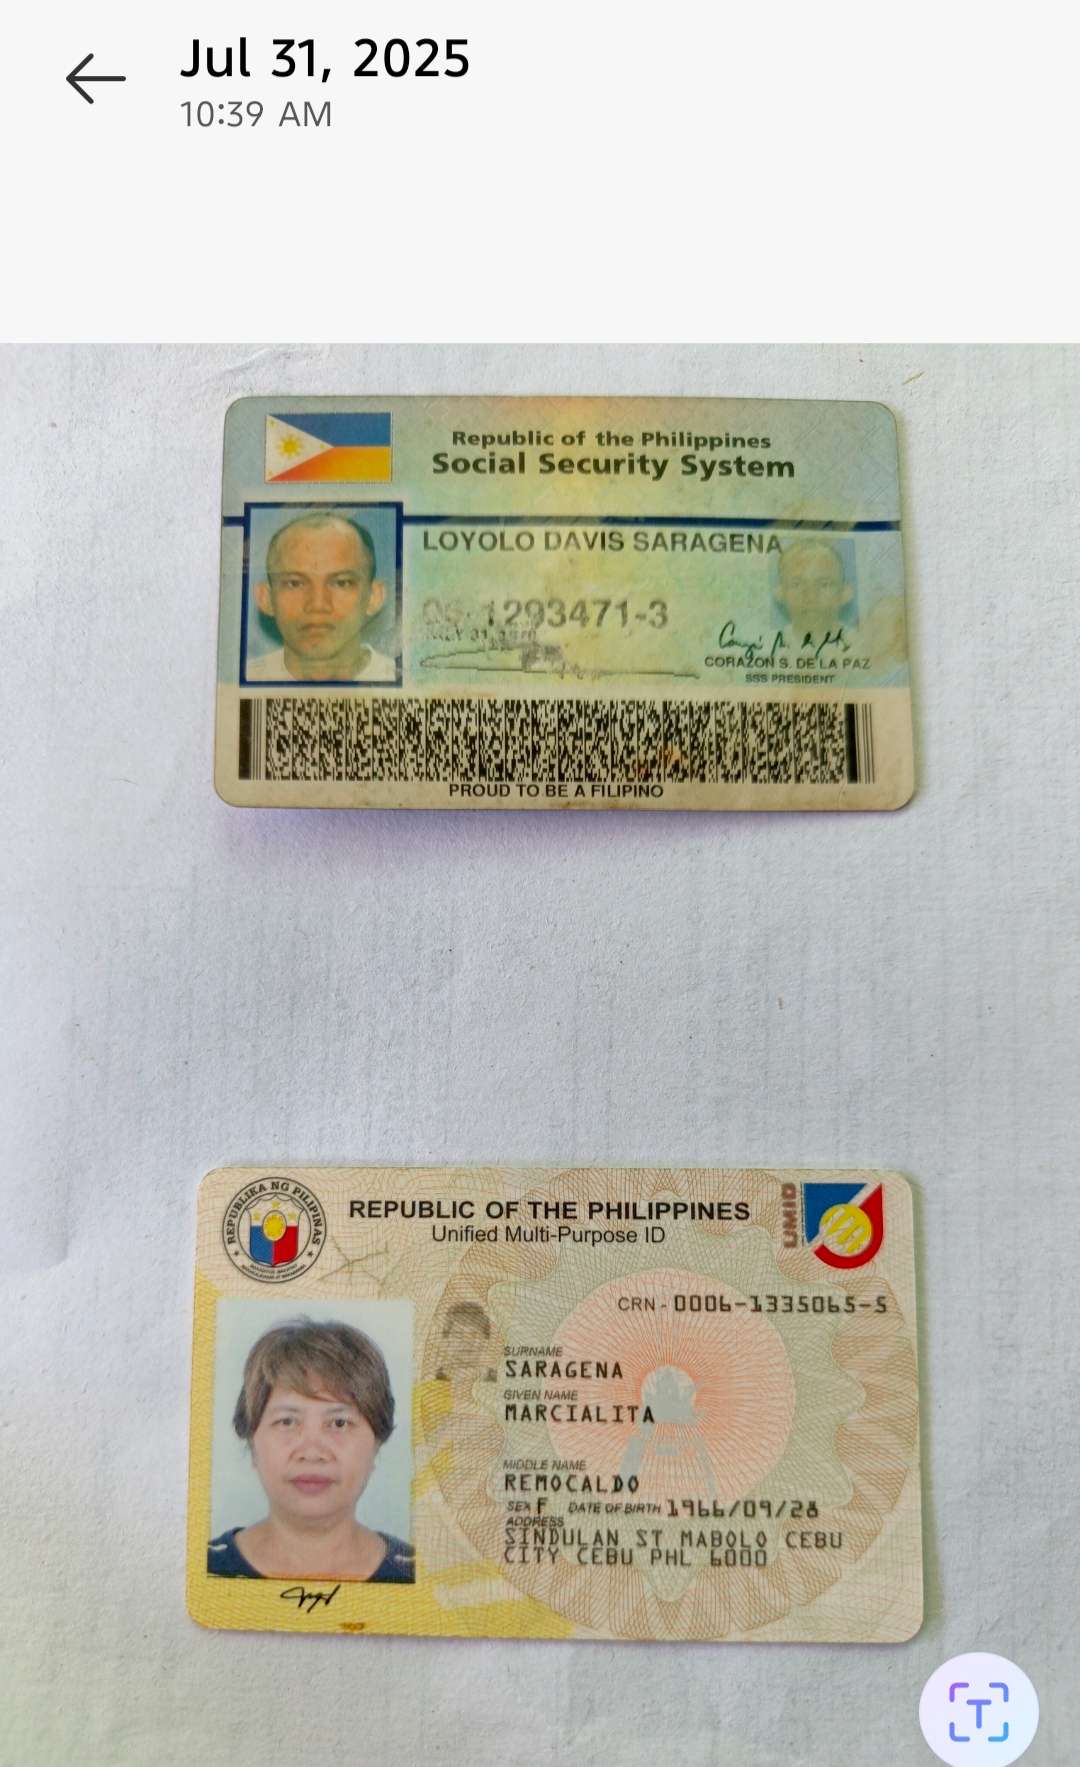 Jul 31, 2025
10:39 AM
Republic of the Philippines
Social Security System
LOYOLO DAVIS SARAGENA
06-1293471-3
CORAZON S. DE LA PAZ
SSS PRESIDENT
PROUD TO BE A FILIPINO
REPUBLIKA NG PILIPINAS
REPUBLIC OF THE PHILIPPINES
Unified Multi-Purpose ID
UMID
CRN - 0006-1335065-5
SURNAME
SARAGENA
GIVEN NAME
MARCIALITA
MIDDLE NAME
REMOCALDO
SEX F DATE OF BIRTH 1966/09/28
ADDRESS
SINDULAN ST MABOLO CEBU
CITY CEBU PHL 6000
T